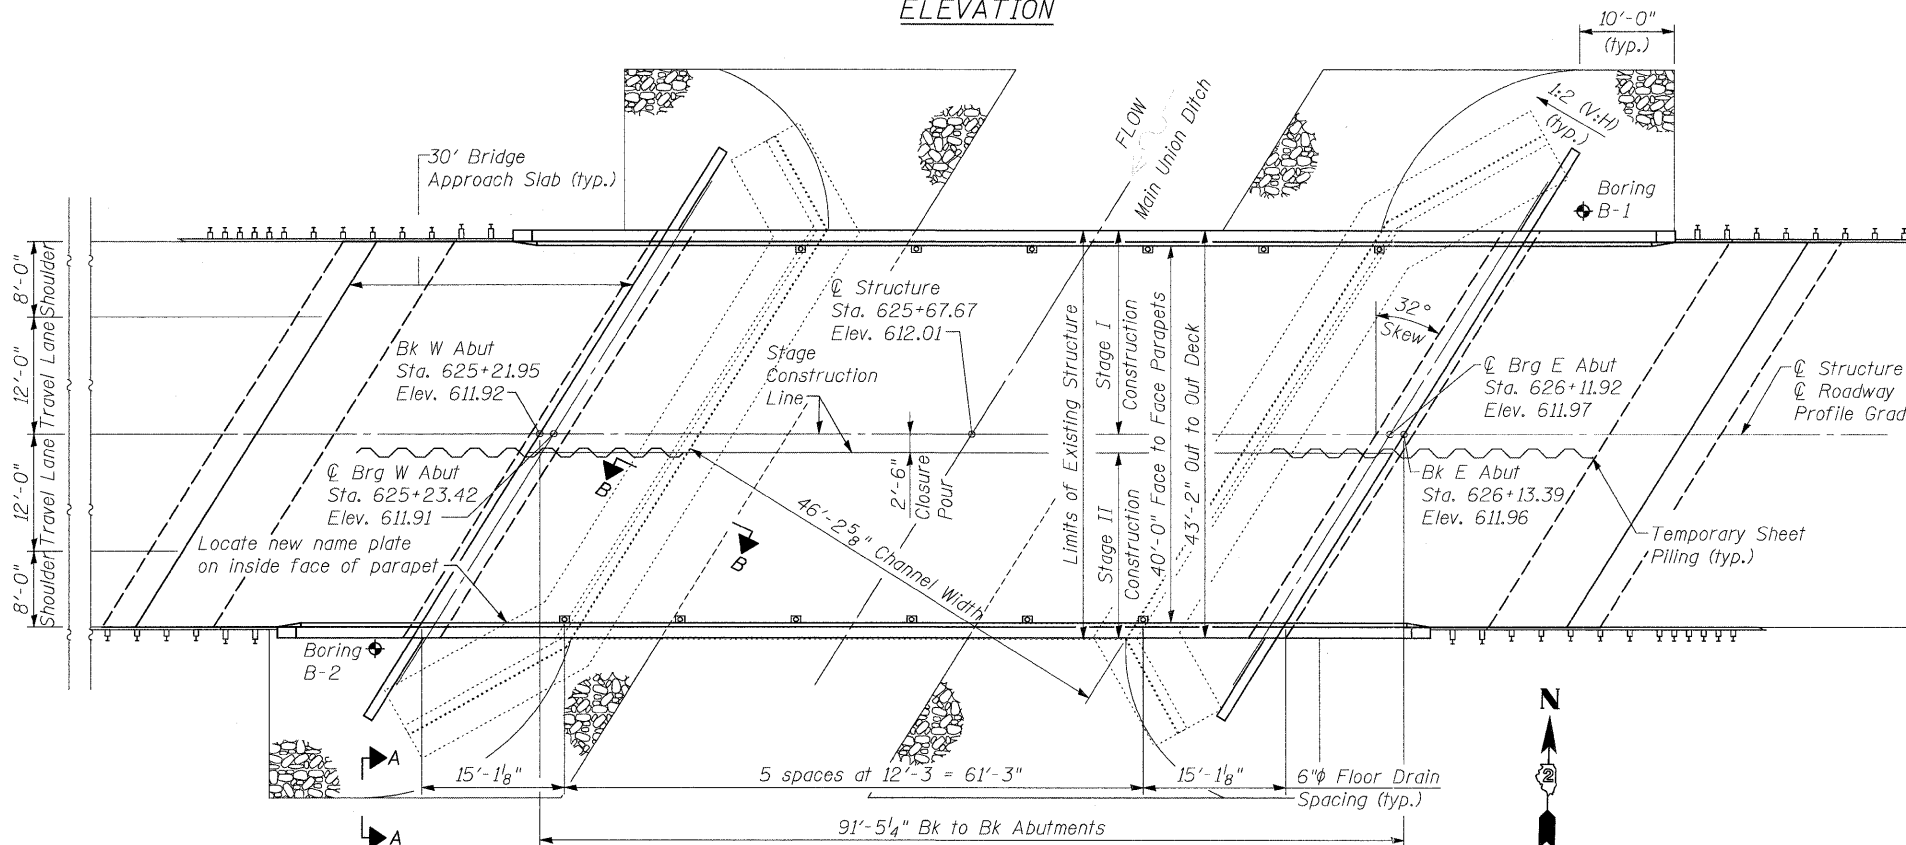 ELEVATION
10'-0"
(typ.)
1:2 (V:H)
(typ.)
FLOW
Main Union Ditch
30' Bridge
Approach Slab (typ.)
Boring
B-1
8'-0"
Shoulder
12'-0"
Travel Lane
12'-0"
Travel Lane
8'-0"
Shoulder
℄ Structure
Sta. 625+67.67
Elev. 612.01
32°
Skew
Bk W Abut
Sta. 625+21.95
Elev. 611.92
Stage
Construction
Line
Limits of Existing Structure
Stage I
Construction
Stage II
Construction
40'-0" Face to Face Parapets
43'-2" Out to Out Deck
℄ Brg E Abut
Sta. 626+11.92
Elev. 611.97
℄ Structure
℄ Roadway
Profile Grad
℄ Brg W Abut
Sta. 625+23.42
Elev. 611.91
B
B
2'-6"
Closure
Pour
46'-2 5/8" Channel Width
Bk E Abut
Sta. 626+13.39
Elev. 611.96
Temporary Sheet
Piling (typ.)
Locate new name plate
on inside face of parapet
Boring
B-2
N
2
A
A
15'-1 1/8"
5 spaces at 12'-3 = 61'-3"
15'-1 1/8"
6"ϕ Floor Drain
Spacing (typ.)
91'-5 1/4" Bk to Bk Abutments